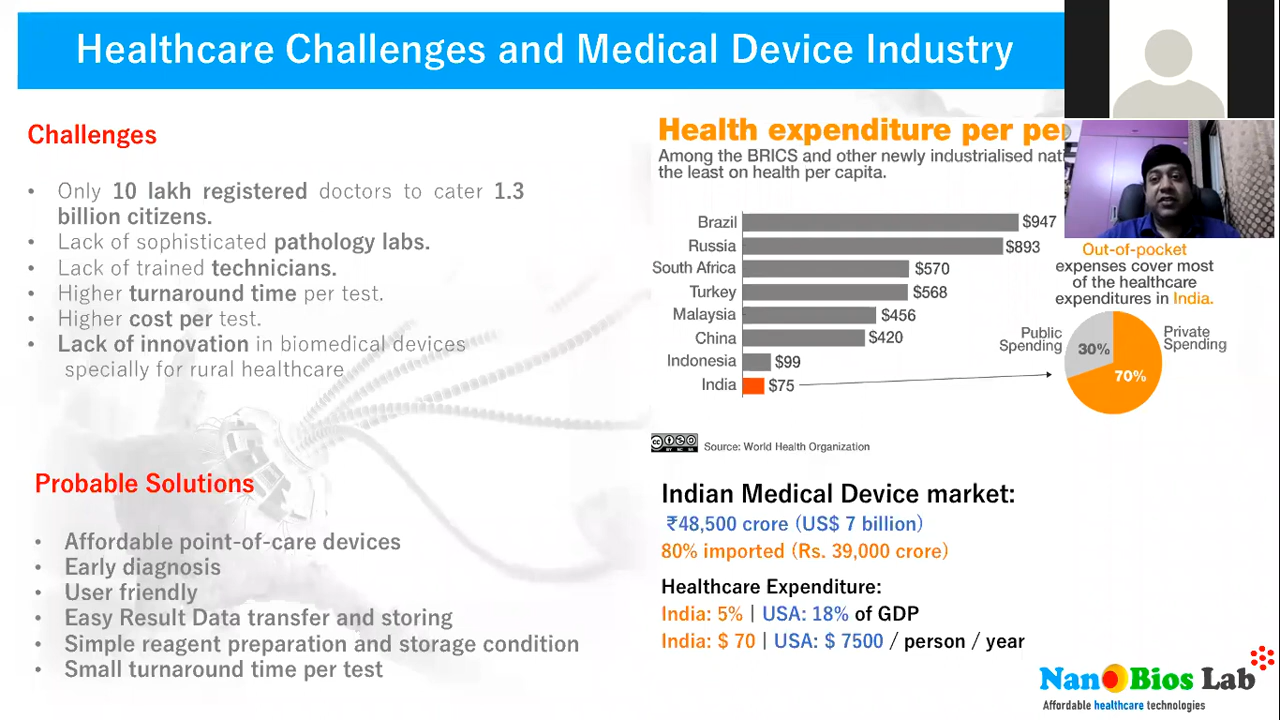 Healthcare Challenges and Medical Device Industry
Challenges
• Only 10 lakh registered doctors to cater 1.3
billion citizens.
• Lack of sophisticated pathology labs.
• Lack of trained technicians.
• Higher turnaround time per test.
• Higher cost per test.
• Lack of innovation in biomedical devices
specially for rural healthcare
Probable Solutions
• Affordable point-of-care devices
• Early diagnosis
• User friendly
• Easy Result Data transfer and storing
• Simple reagent preparation and storage condition
• Small turnaround time per test
Health expenditure per
Among the BRICS and other newly industrialised
the least on health per capita.
Brazil $947
Russia $893
South Africa $570
Turkey $568
Malaysia $456
China $420
Indonesia $99
India $75
Out-of-pocket
expenses cover most
of the healthcare
expenditures in India.
Public
Spending
30%
Private
Spending
70%
Source: World Health Organization
Indian Medical Device market:
₹48,500 crore (US$ 7 billion)
80% imported (Rs. 39,000 crore)
Healthcare Expenditure:
India: 5% | USA: 18% of GDP
India: $ 70 | USA: $ 7500 / person / year
NanoBios Lab
Affordable healthcare technologies